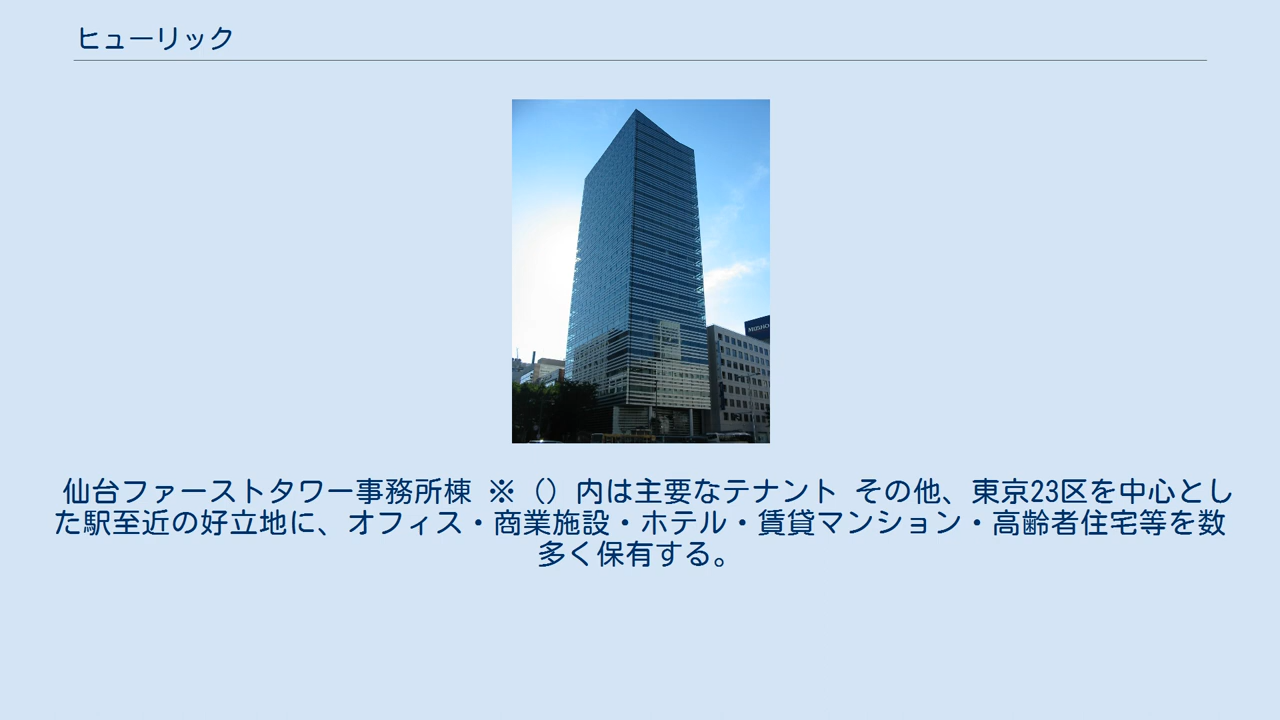 ヒューリック
MIZUHO
仙台ファーストタワー事務所棟 ※（）内は主要なテナント その他、東京23区を中心とし
た駅至近の好立地に、オフィス・商業施設・ホテル・賃貸マンション・高齢者住宅等を数
多く保有する。